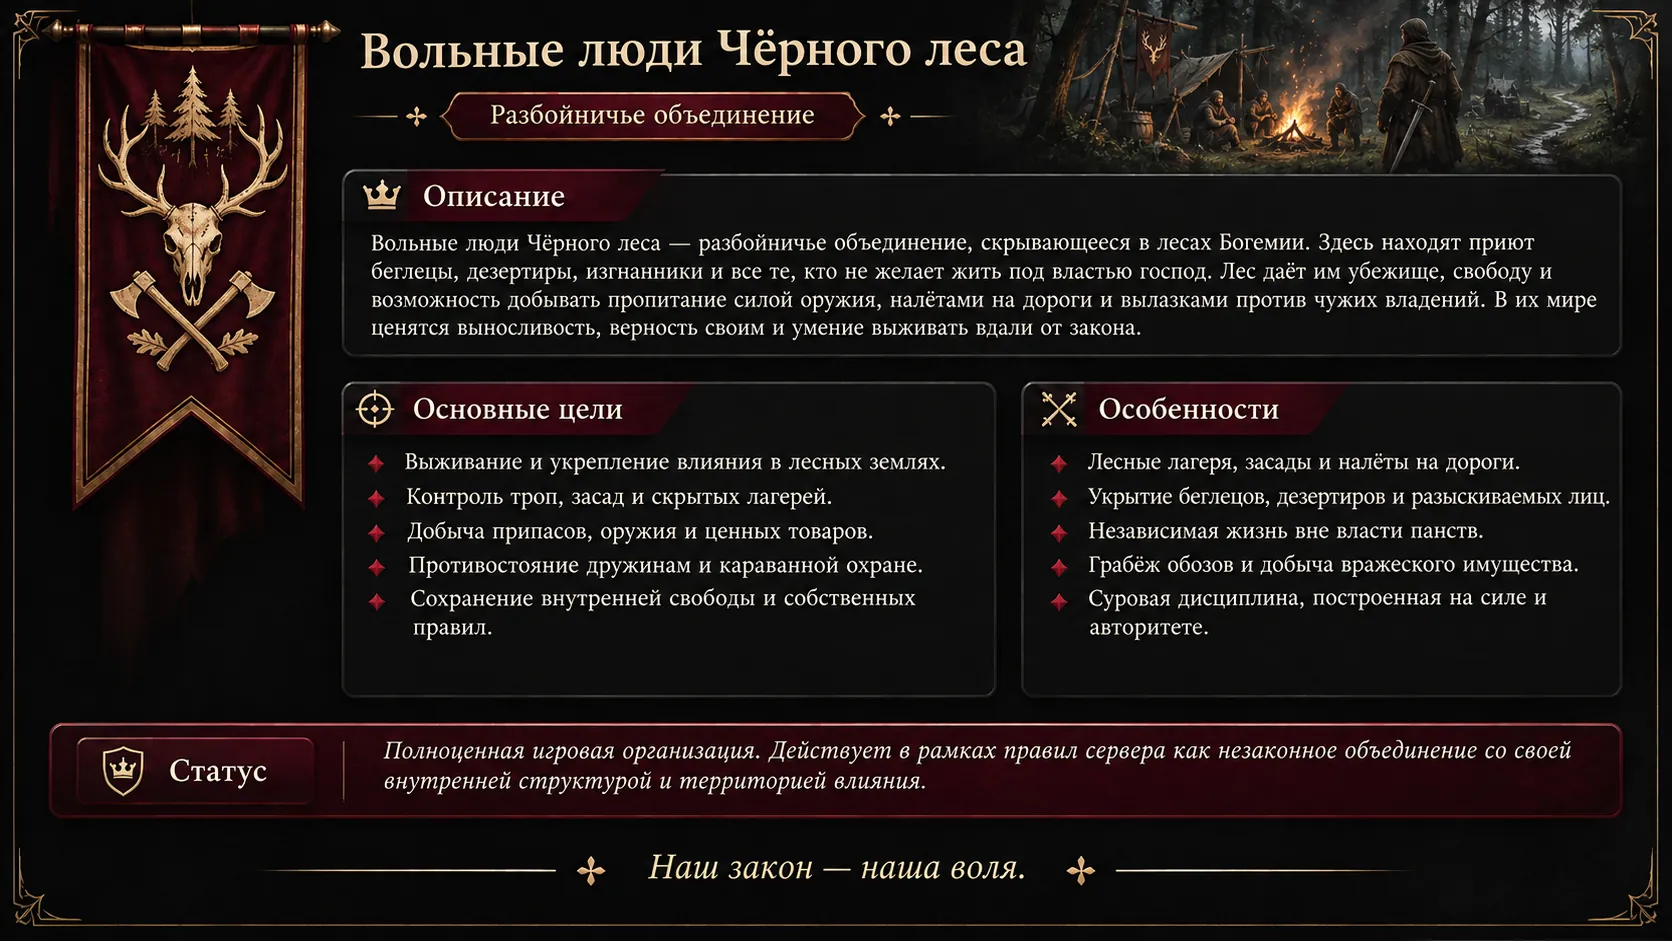 Вольные люди Чёрного леса
Разбойничье объединение
Описание
Вольные люди Чёрного леса — разбойничье объединение, скрывающееся в лесах Богемии. Здесь находят приют
беглецы, дезертиры, изгнанники и все те, кто не желает жить под властью господ. Лес даёт им убежище, свободу и
возможность добывать пропитание силой оружия, налётами на дороги и вылазками против чужих владений. В их мире
ценятся выносливость, верность своим и умение выживать вдали от закона.
Основные цели
Выживание и укрепление влияния в лесных землях.
Контроль троп, засад и скрытых лагерей.
Добыча припасов, оружия и ценных товаров.
Противостояние дружинам и караванной охране.
Сохранение внутренней свободы и собственных
правил.
Особенности
Лесные лагеря, засады и налёты на дороги.
Укрытие беглецов, дезертиров и разыскиваемых лиц.
Независимая жизнь вне власти панств.
Грабёж обозов и добыча вражеского имущества.
Суровая дисциплина, построенная на силе и
авторитете.
Статус
Полноценная игровая организация. Действует в рамках правил сервера как незаконное объединение со своей
внутренней структурой и территорией влияния.
Наш закон — наша воля.